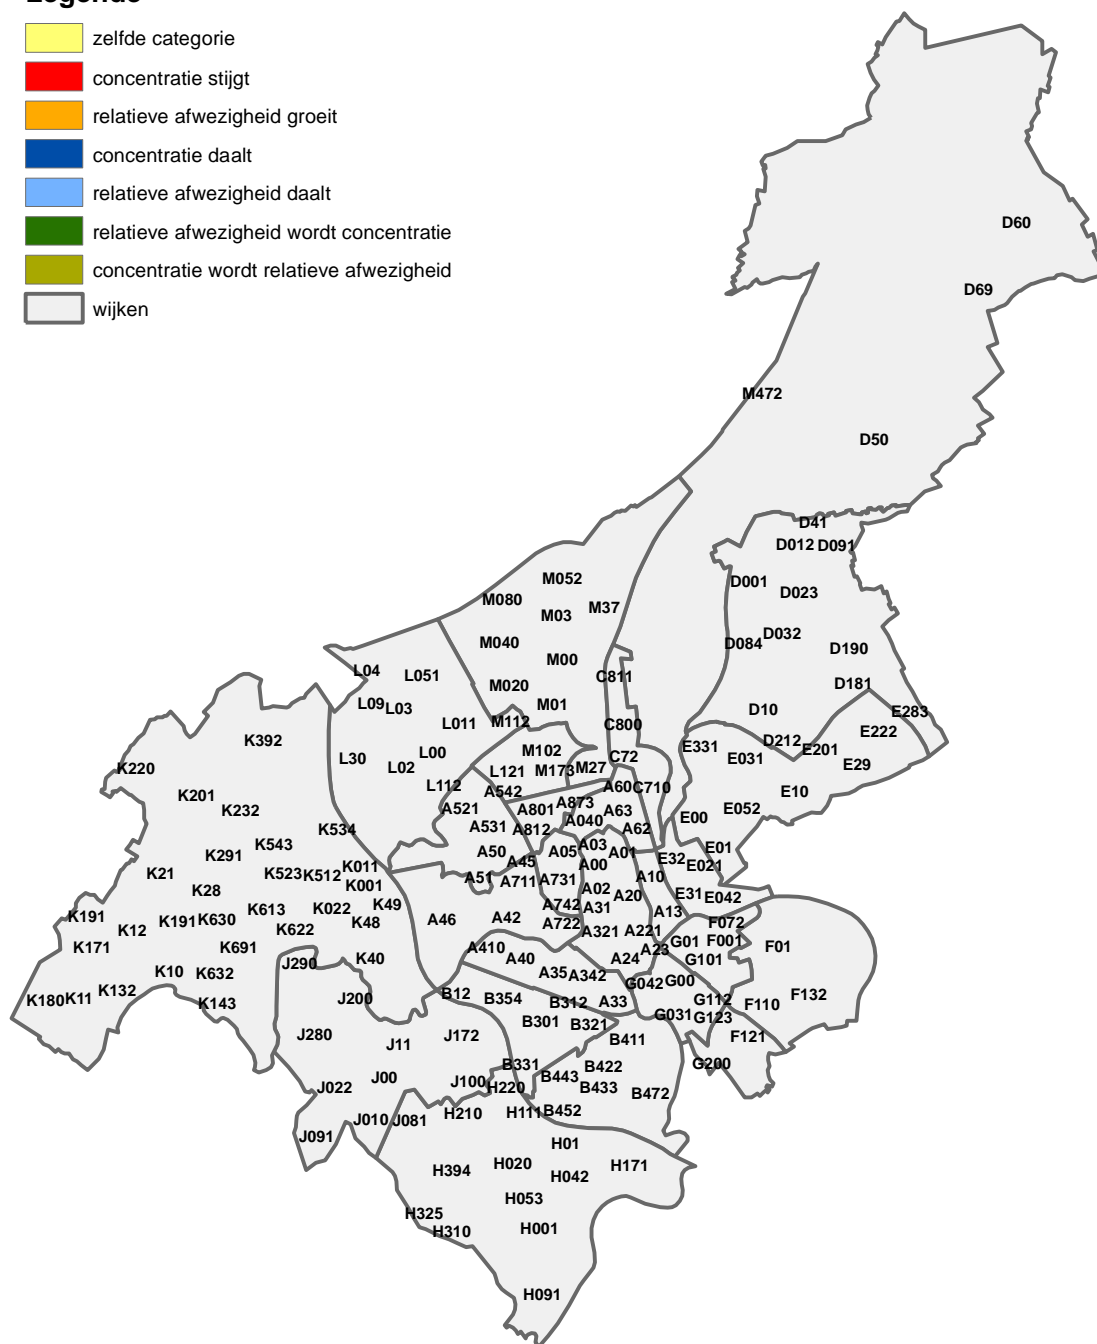 Legende
zelfde categorie
concentratie stijgt
relatieve afwezigheid groeit
concentratie daalt
relatieve afwezigheid daalt
relatieve afwezigheid wordt concentratie
concentratie wordt relatieve afwezigheid
wijken
D60
D69
M472
D50
D41
D012 D091
M052
D001
M080
D023
M03 M37
D032
M040 D084
D190
M00
L04 L051 C811
M020 D181
L09 L03 M01 D10 E283
L011 M112 C800 E222
K392 D212
L00 M102 E331 E201
L30 C72 E031
K220 L02 L121 M173 M27 E29
L112 A542 A60 C710 E10
K201 A521 A801 A873 A63 E052
K232 A040 E00
K534 A531 A812 A62
K543 A03 E01
K291 A50 A05 A01 E32
K011 A45 A00 E021
K21 K523 K512 A51 A711 A731 A10
K28 K001 A02 A20 E31 E042
K49 A742 A31
K191 K613 K022 A13
K12 K191 K630 K48 A46 A42 A722 F072
K622 A321 A221 G01 F001 F01
K171 K691 A410 A23
K40 A40 A24 G101
K10 K632 J290 A35 A342 G042 G00
K132 B12 F132
K180 K11 K143 J200 B354 B312 A33 G112 F110
B301 B321 G031 G123
J280 J172 F121
J11 B411
B331 B422 G200
J00 J100 B443
J022 H220 B433 B472
J010 J081 H210 H111 B452
J091 H01
H394 H020 H171
H042
H053
H325
H310 H001
H091